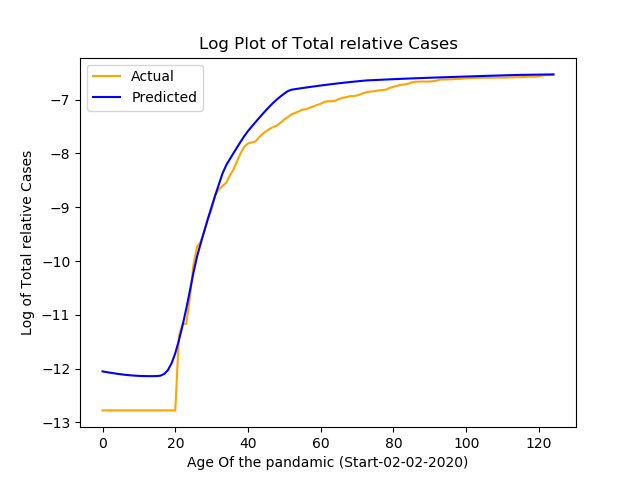 Log Plot of Total relative Cases
Actual
Predicted
−7
−8
−9
−10
−11
−12
−13
Log of Total relative Cases
0 20 40 60 80 100 120
Age Of the pandamic (Start-02-02-2020)